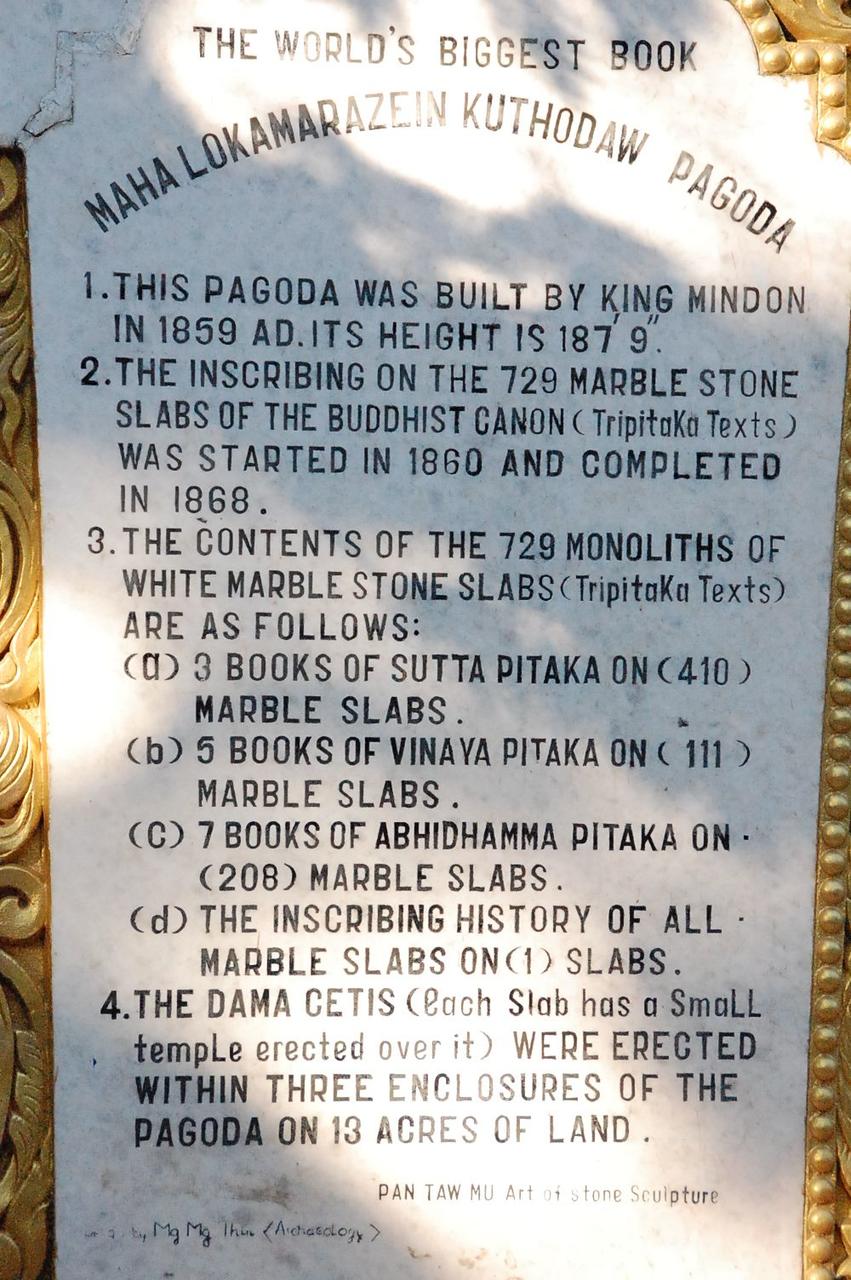 THE WORLD'S BIGGEST BOOK
MAHA LOKAMARAZEIN KUTHODAW PAGODA
1. THIS PAGODA WAS BUILT BY KING MINDON
IN 1859 AD. ITS HEIGHT IS 187' 9".
2. THE INSCRIBING ON THE 729 MARBLE STONE
SLABS OF THE BUDDHIST CANON (TripitaKa Texts)
WAS STARTED IN 1860 AND COMPLETED
IN 1868.
3. THE CONTENTS OF THE 729 MONOLITHS OF
WHITE MARBLE STONE SLABS (TripitaKa Texts)
ARE AS FOLLOWS:
(a) 3 BOOKS OF SUTTA PITAKA ON (410)
MARBLE SLABS.
(b) 5 BOOKS OF VINAYA PITAKA ON (111)
MARBLE SLABS.
(C) 7 BOOKS OF ABHIDHAMMA PITAKA ON ·
(208) MARBLE SLABS.
(d) THE INSCRIBING HISTORY OF ALL ·
MARBLE SLABS ON (1) SLABS.
4. THE DAMA CETIS (Each Slab has a SmaLL
tempLe erected over it) WERE ERECTED
WITHIN THREE ENCLOSURES OF THE
PAGODA ON 13 ACRES OF LAND.
PAN TAW MU Art of stone Sculpture
by Mg Mg <Archaeology>